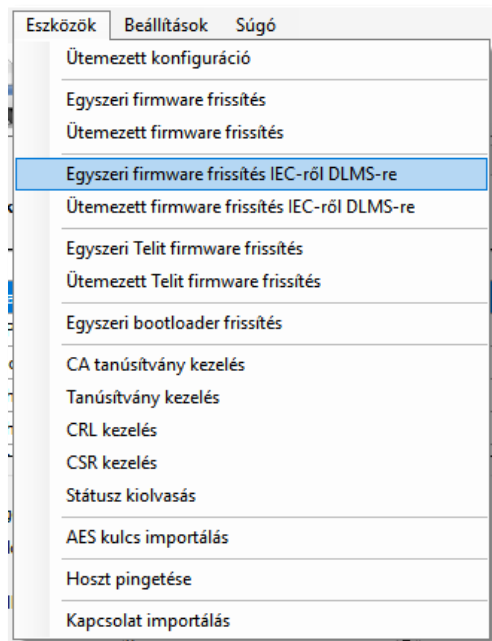 Eszközök Beállítások Súgó
Ütemezett konfiguráció
Egyszeri firmware frissítés
Ütemezett firmware frissítés
Egyszeri firmware frissítés IEC-ről DLMS-re
Ütemezett firmware frissítés IEC-ről DLMS-re
Egyszeri Telit firmware frissítés
Ütemezett Telit firmware frissítés
Egyszeri bootloader frissítés
CA tanúsítvány kezelés
Tanúsítvány kezelés
CRL kezelés
CSR kezelés
Státusz kiolvasás
AES kulcs importálás
Hoszt pingetése
Kapcsolat importálás